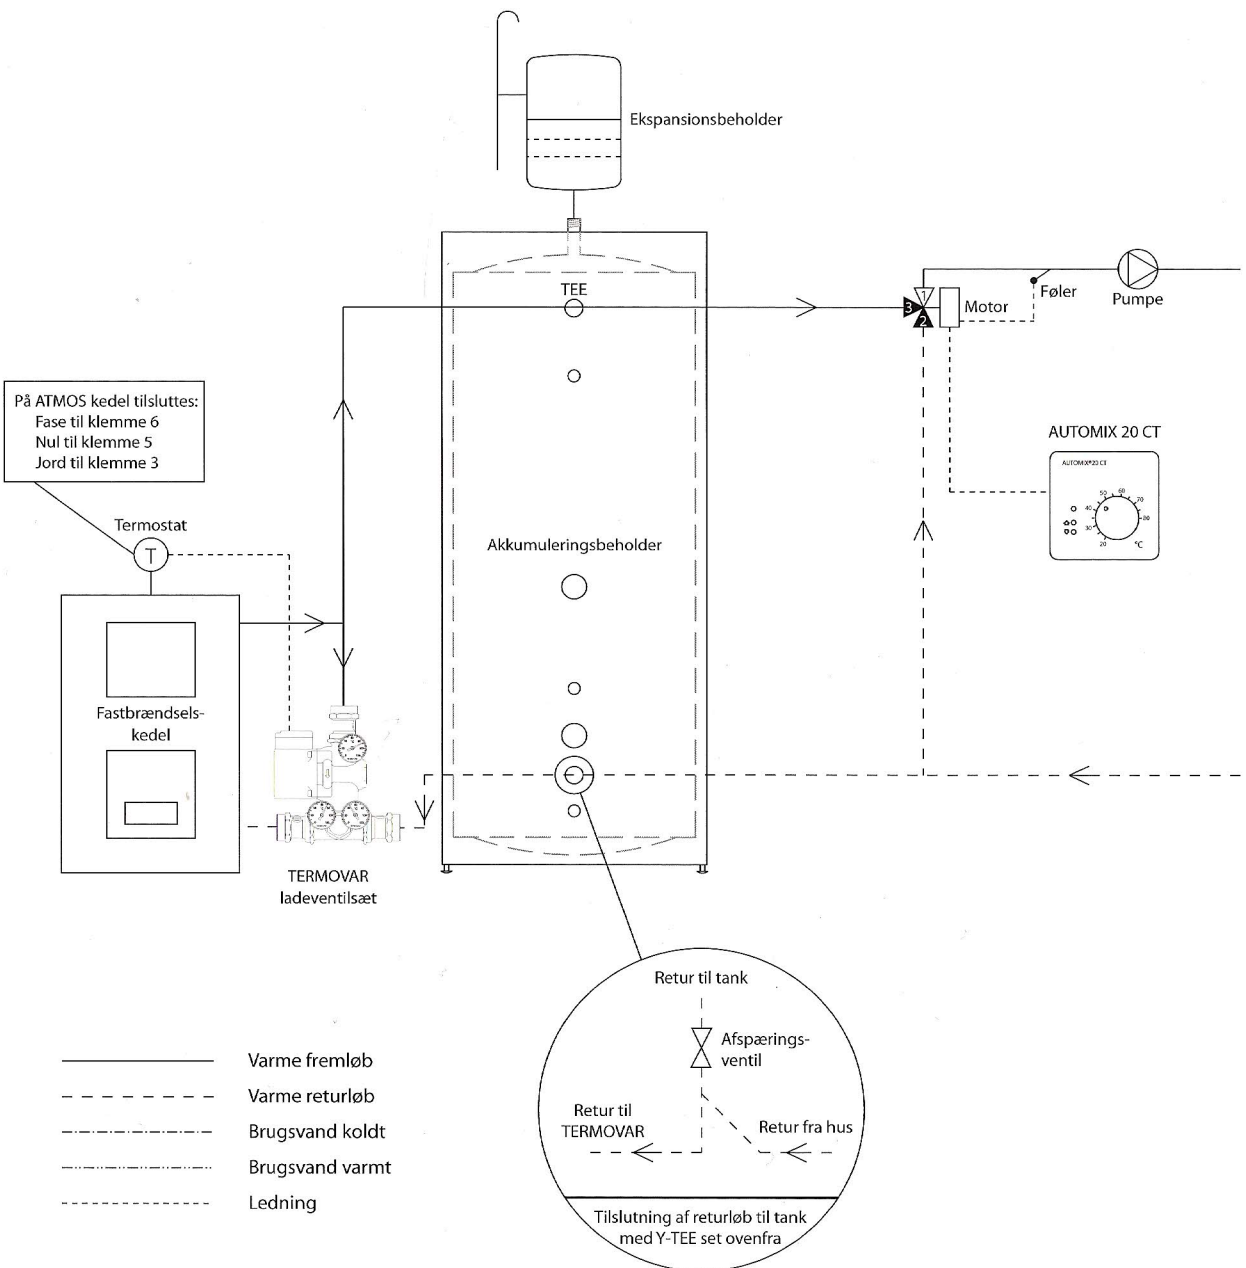 Ekspansionsbeholder
TEE
1
3
2
Motor
Føler
Pumpe
På ATMOS kedel tilsluttes:
Fase til klemme 6
Nul til klemme 5
Jord til klemme 3
AUTOMIX 20 CT
AUTOMIX®20 CT
20
30
40
50
60
70
80
°C
Termostat
T
Akkumuleringsbeholder
Fastbrændsels-
kedel
TERMOVAR
ladeventilsæt
Retur til tank
Afspærings-
ventil
Retur til
TERMOVAR
Retur fra hus
Tilslutning af returløb til tank
med Y-TEE set ovenfra
Varme fremløb
Varme returløb
Brugsvand koldt
Brugsvand varmt
Ledning